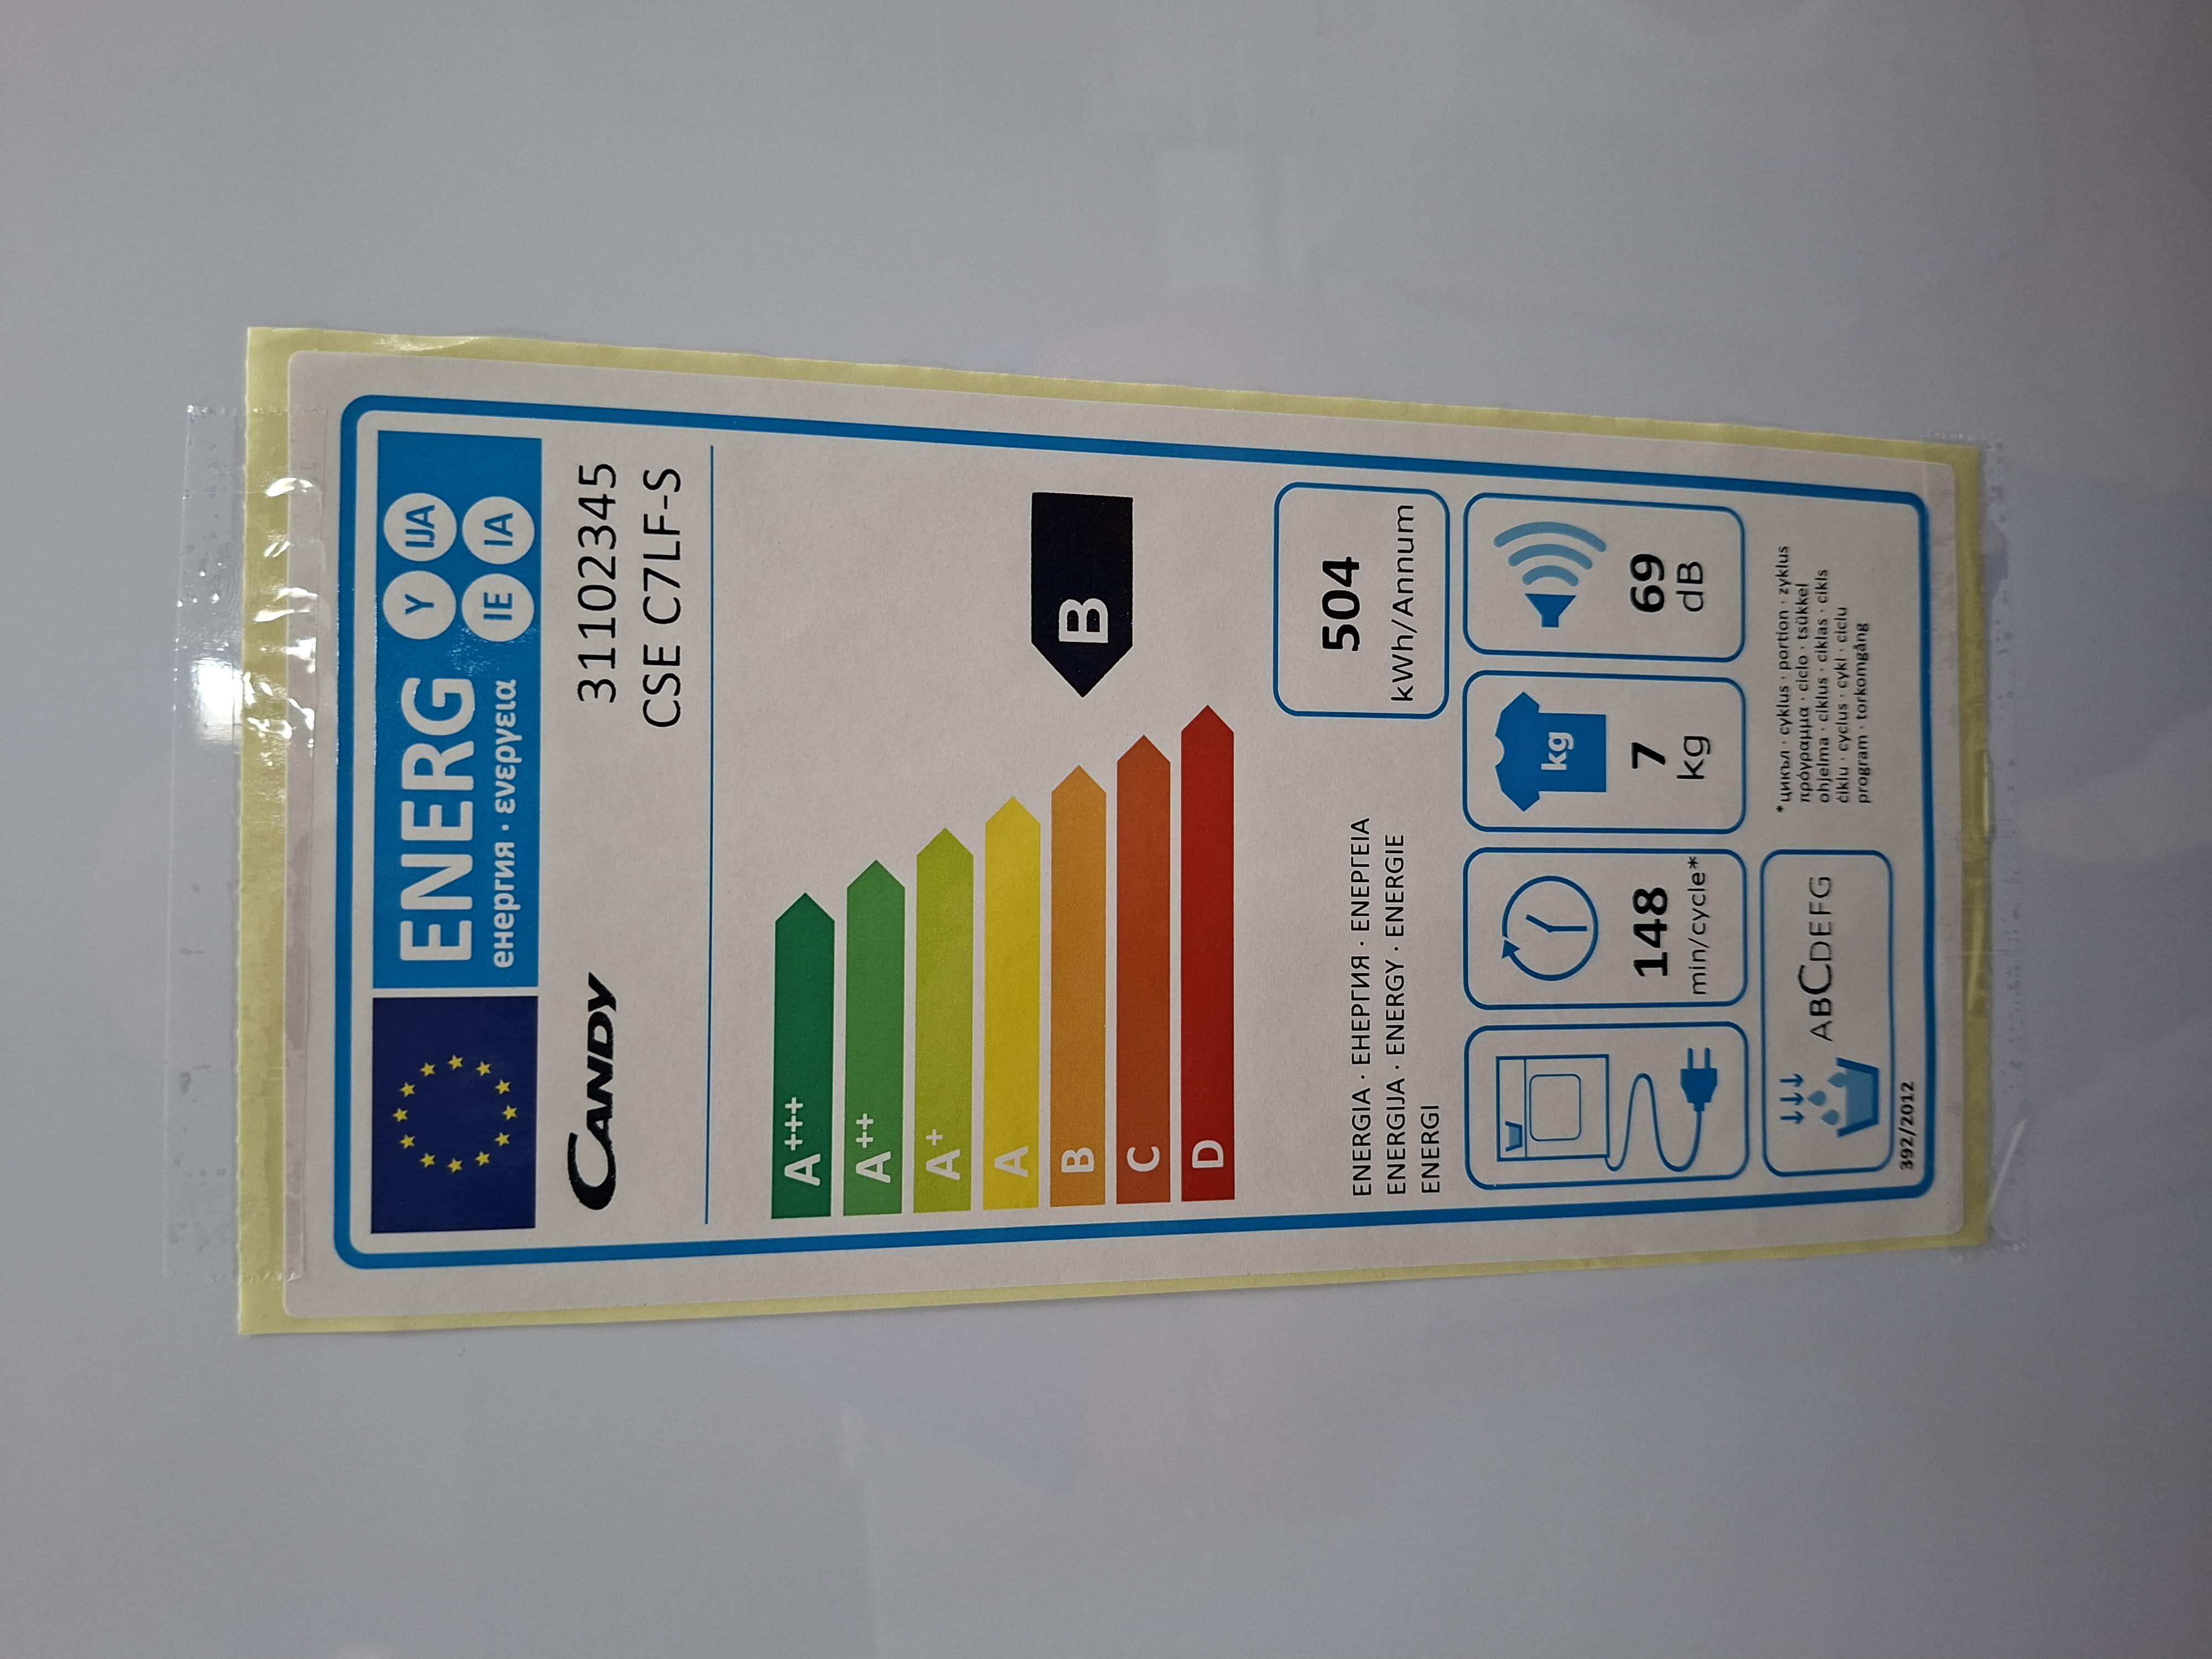 ENERG Y IJA
енергия · ενεργεια IE IA
CANDY 31102345
CSE C7LF-S
A+++
A++
A+
A
B B
C
D
ENERGIA · ЕНЕРГИЯ · ΕΝΕΡΓΕΙΑ
ENERGIJA · ENERGY · ENERGIE
ENERGI
504
kWh/Annum
148
min/cycle*
kg
7
kg
69
dB
ABCDEFG
*цикъл · cyklus · portion · zyklus
πρόγραμμα · ciclo · tsükkel
ohjelma · ciklus · ciklas · cikls
ċiklu · cyclus · cykl · ciclu
program · torkomgång
392/2012